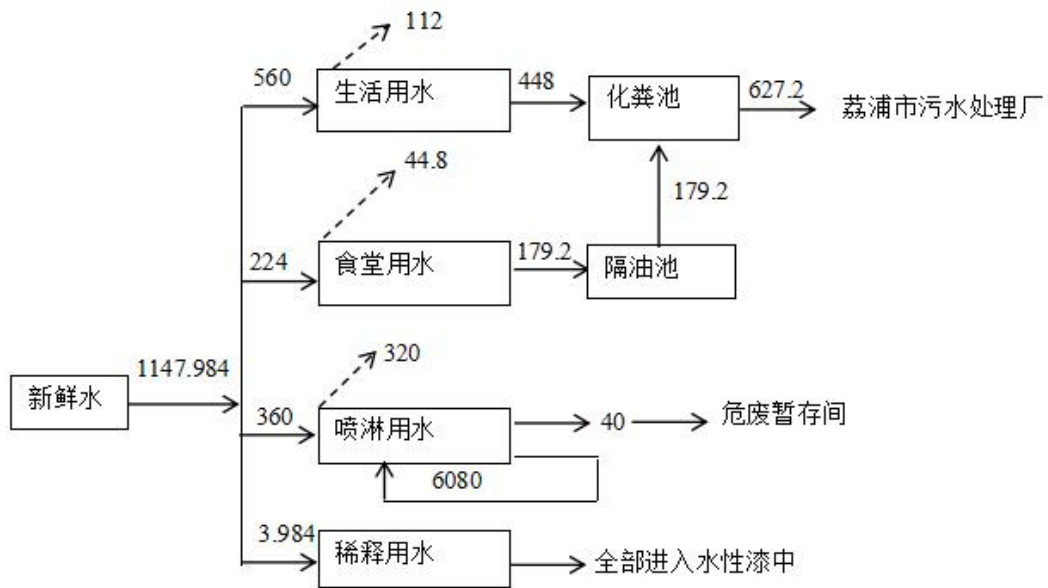 112
560
生活用水
448
化粪池
627.2
荔浦市污水处理厂
44.8
179.2
224
食堂用水
179.2
隔油池
320
1147.984
新鲜水
360
喷淋用水
40
危废暂存间
6080
3.984
稀释用水
全部进入水性漆中